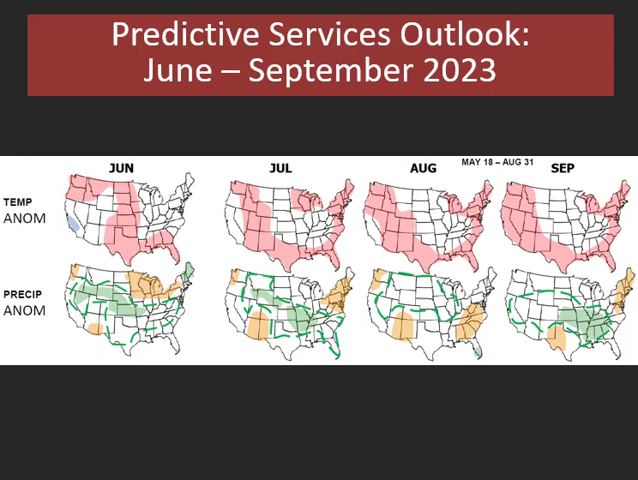 Predictive Services Outlook:
June – September 2023
JUN
JUL
AUG
MAY 18 – AUG 31
SEP
TEMP
ANOM
PRECIP
ANOM